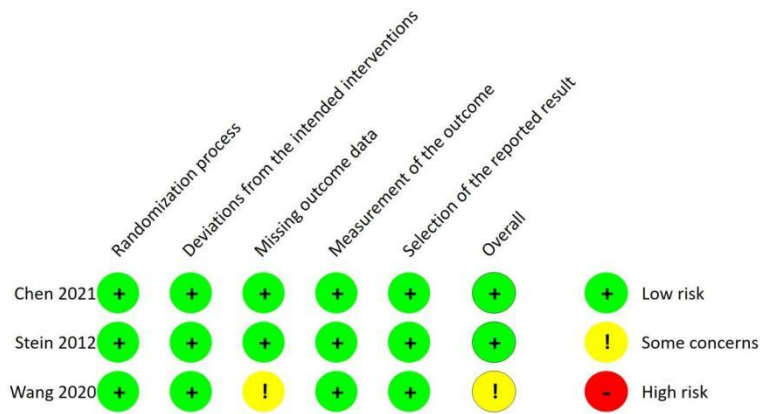 Randomization process
Deviations from the intended interventions
Missing outcome data
Measurement of the outcome
Selection of the reported result
Overall
Chen 2021 + + + + + + + Low risk
Stein 2012 + + + + + + ! Some concerns
Wang 2020 + + ! + + ! - High risk